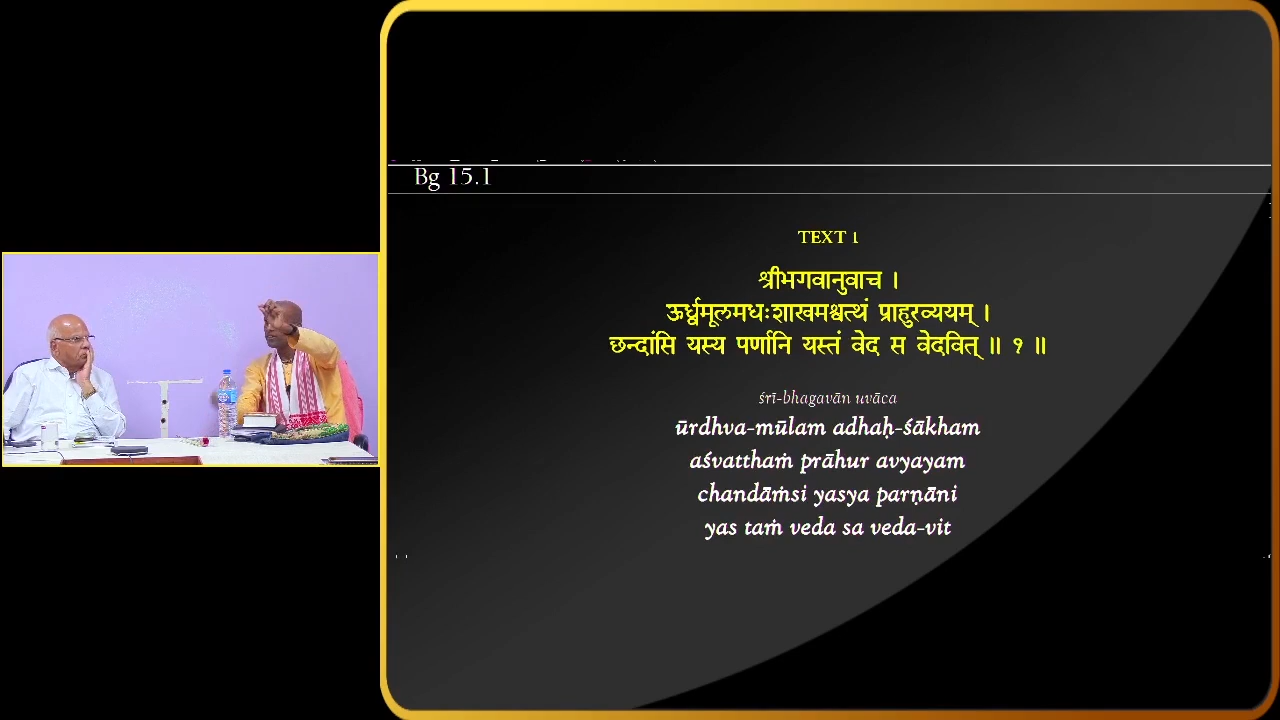 Bg 15.1
TEXT 1
श्रीभगवानुवाच ।
ऊर्ध्वमूलमधःशाखमश्वत्थं प्राहुरव्ययम् ।
छन्दांसि यस्य पर्णानि यस्तं वेद स वेदवित् ॥ १ ॥
śrī-bhagavān uvāca
ūrdhva-mūlam adhaḥ-śākham
aśvatthaṁ prāhur avyayam
chandāṁsi yasya parṇāni
yas taṁ veda sa veda-vit